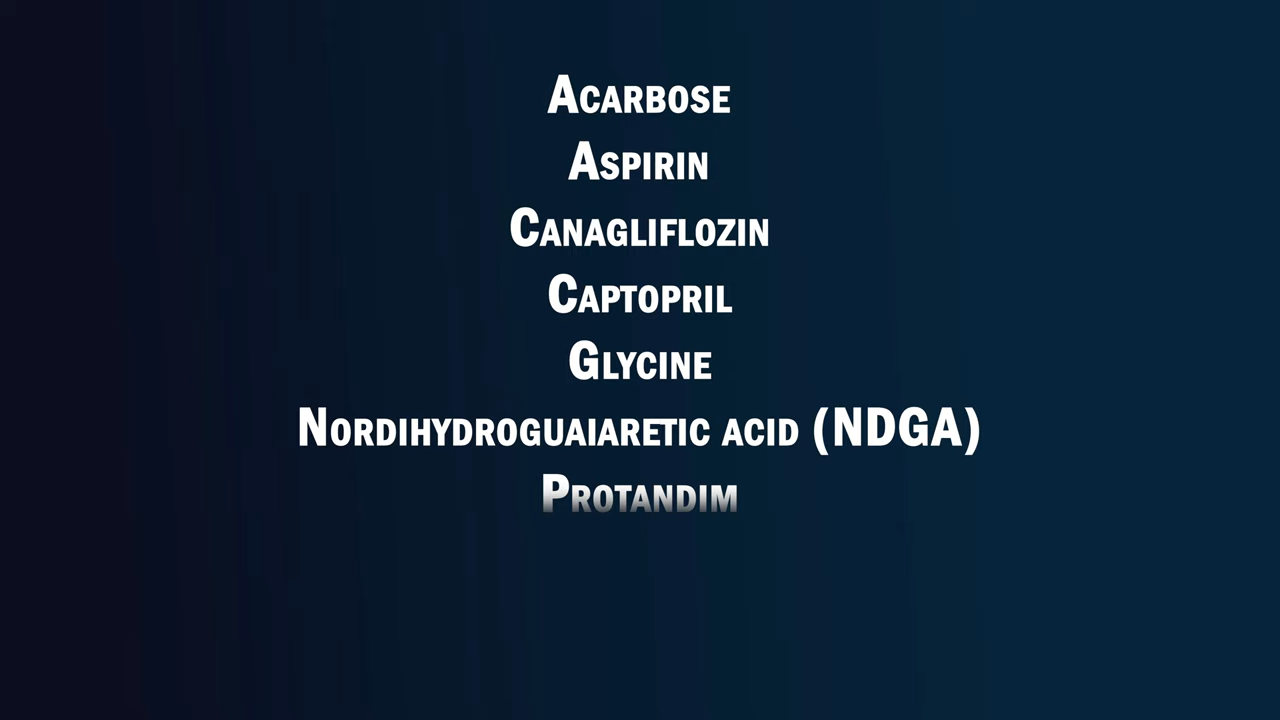 Acarbose
Aspirin
Canagliflozin
Captopril
Glycine
Nordihydroguaiaretic acid (NDGA)
Protandim